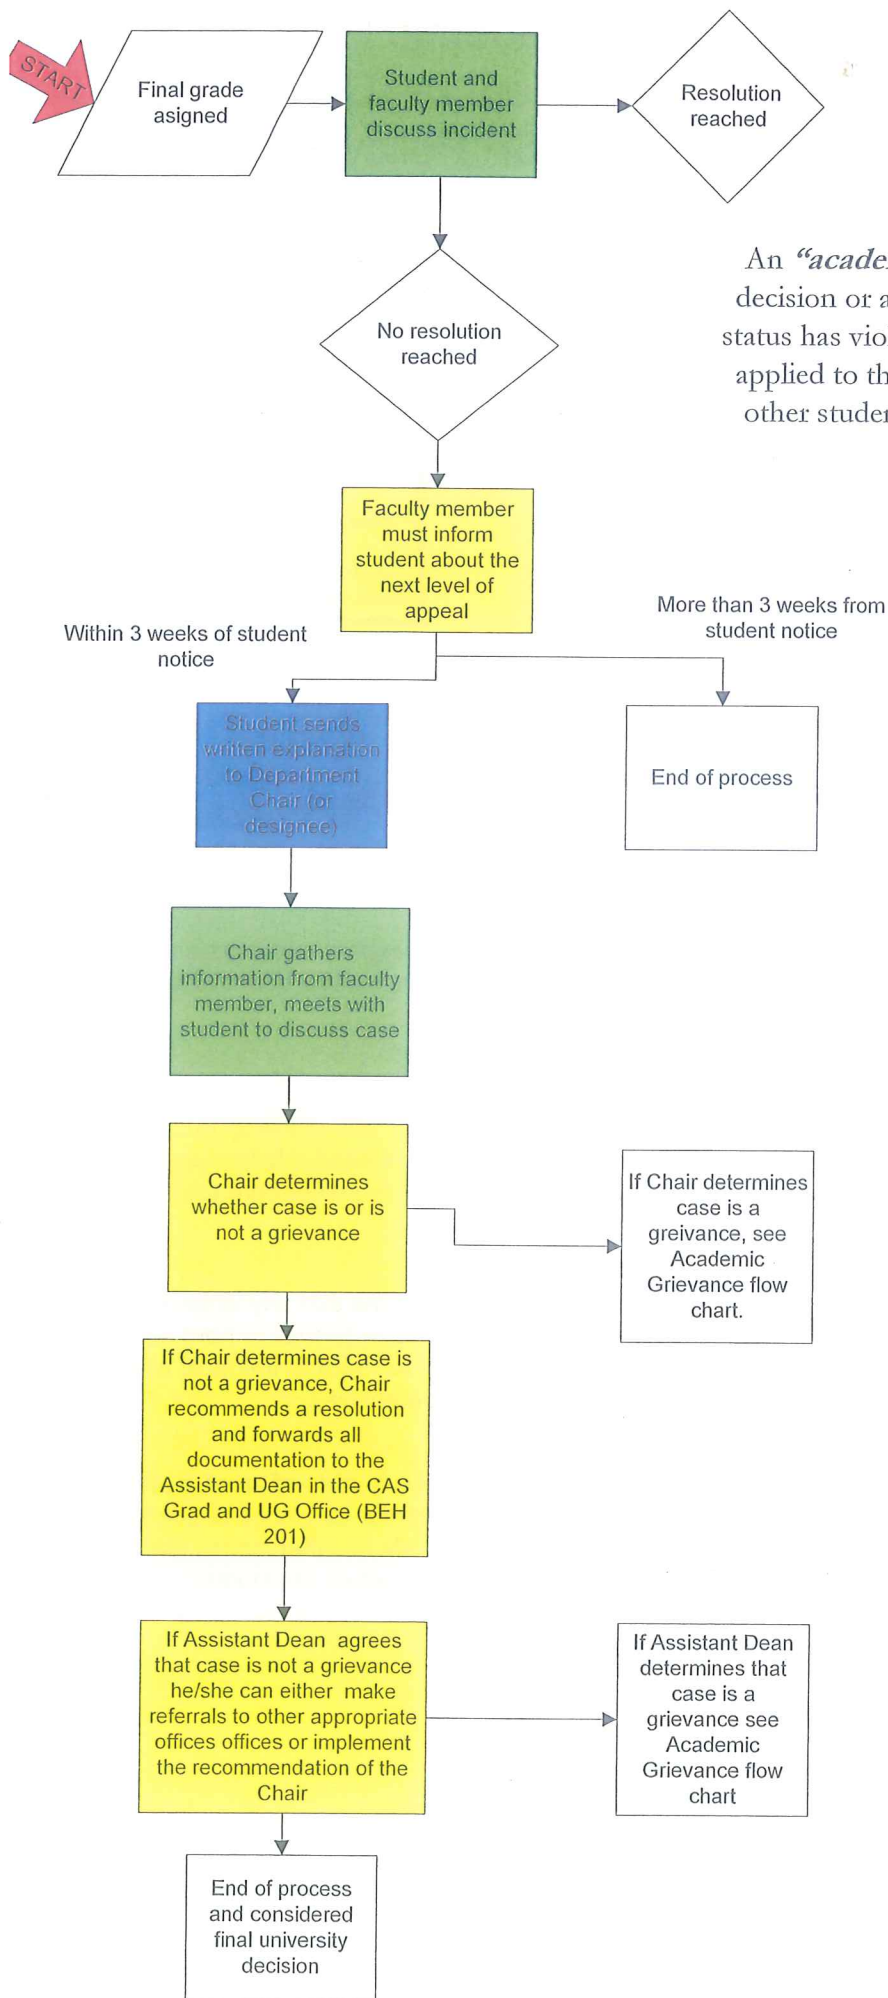 START
Final grade
asigned
Student and
faculty member
discuss incident
Resolution
reached
An “acade
decision or a
status has vio
applied to th
other studen
No resolution
reached
Faculty member
must inform
student about the
next level of
appeal
Within 3 weeks of student
notice
More than 3 weeks from
student notice
Student sends
written explanation
to Department
Chair (or
designee)
End of process
Chair gathers
information from faculty
member, meets with
student to discuss case
Chair determines
whether case is or is
not a grievance
If Chair determines
case is a
greivance, see
Academic
Grievance flow
chart.
If Chair determines case is
not a grievance, Chair
recommends a resolution
and forwards all
documentation to the
Assistant Dean in the CAS
Grad and UG Office (BEH
201)
If Assistant Dean agrees
that case is not a grievance
he/she can either make
referrals to other appropriate
offices offices or implement
the recommendation of the
Chair
If Assistant Dean
determines that
case is a
grievance see
Academic
Grievance flow
chart
End of process
and considered
final university
decision